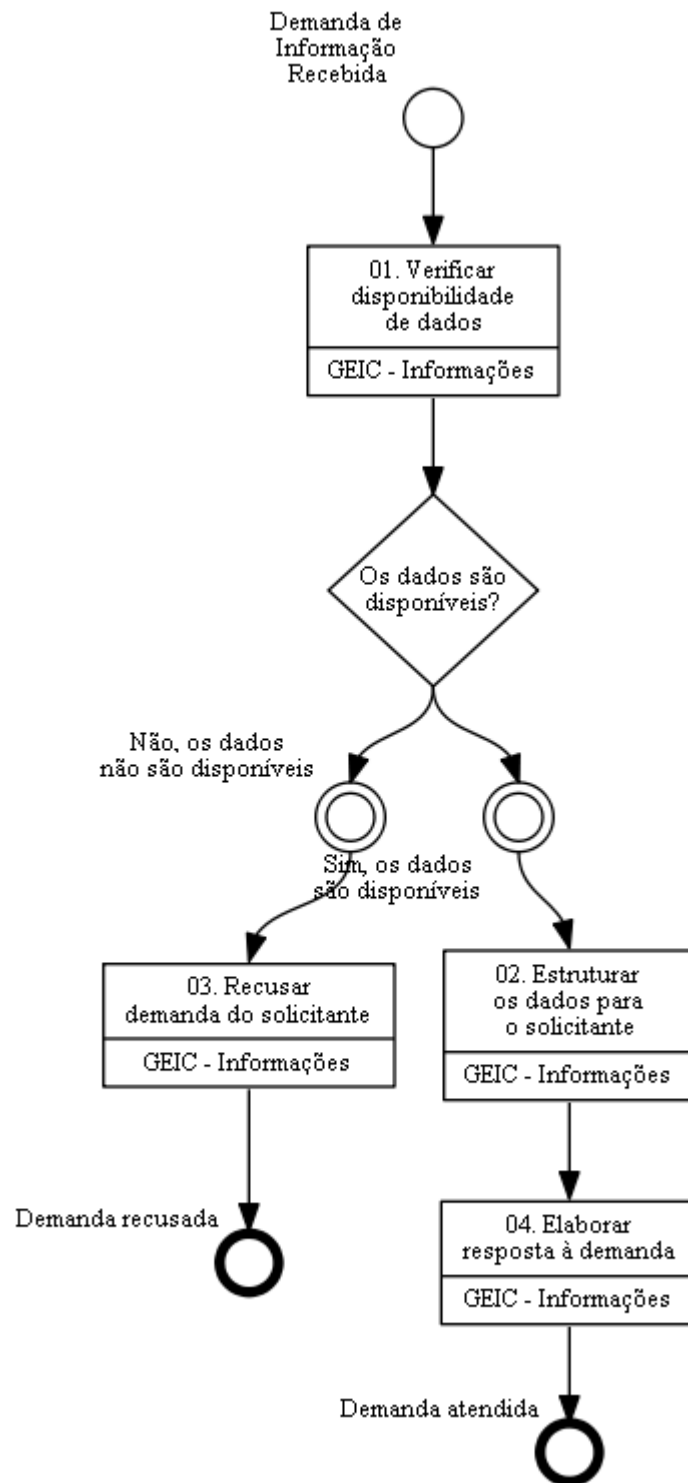 Demanda de
Informação
Recebida
01. Verificar
disponibilidade
de dados
GEIC - Informações
Os dados são
disponíveis?
Não, os dados
não são disponíveis
Sim, os dados
são disponíveis
03. Recusar
demanda do solicitante
GEIC - Informações
02. Estruturar
os dados para
o solicitante
GEIC - Informações
Demanda recusada
04. Elaborar
resposta à demanda
GEIC - Informações
Demanda atendida